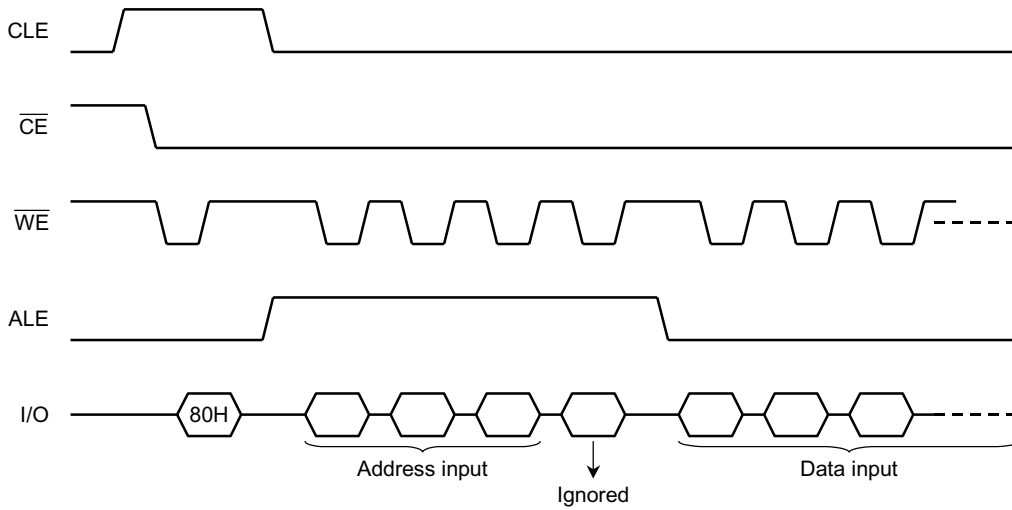 CLE
CE
WE
ALE
I/O
80H
Address input
Ignored
Data input